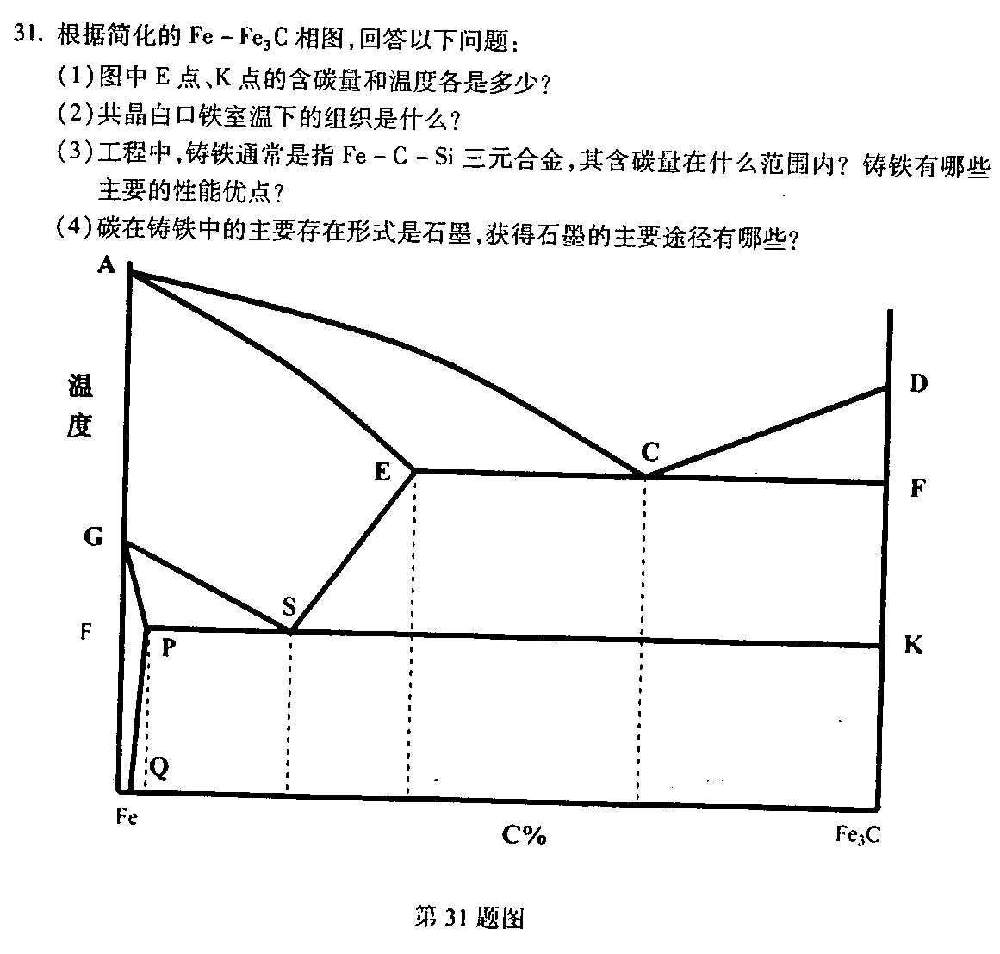 31. 根据简化的 Fe - Fe₃C 相图,回答以下问题:
(1)图中 E 点、K 点的含碳量和温度各是多少?
(2)共晶白口铁室温下的组织是什么?
(3)工程中,铸铁通常是指 Fe - C - Si 三元合金,其含碳量在什么范围内? 铸铁有哪些
主要的性能优点?
(4)碳在铸铁中的主要存在形式是石墨,获得石墨的主要途径有哪些?
A
温度
D
C
E
F
G
S
F
P
K
Q
Fe
C%
Fe₃C
第 31 题图